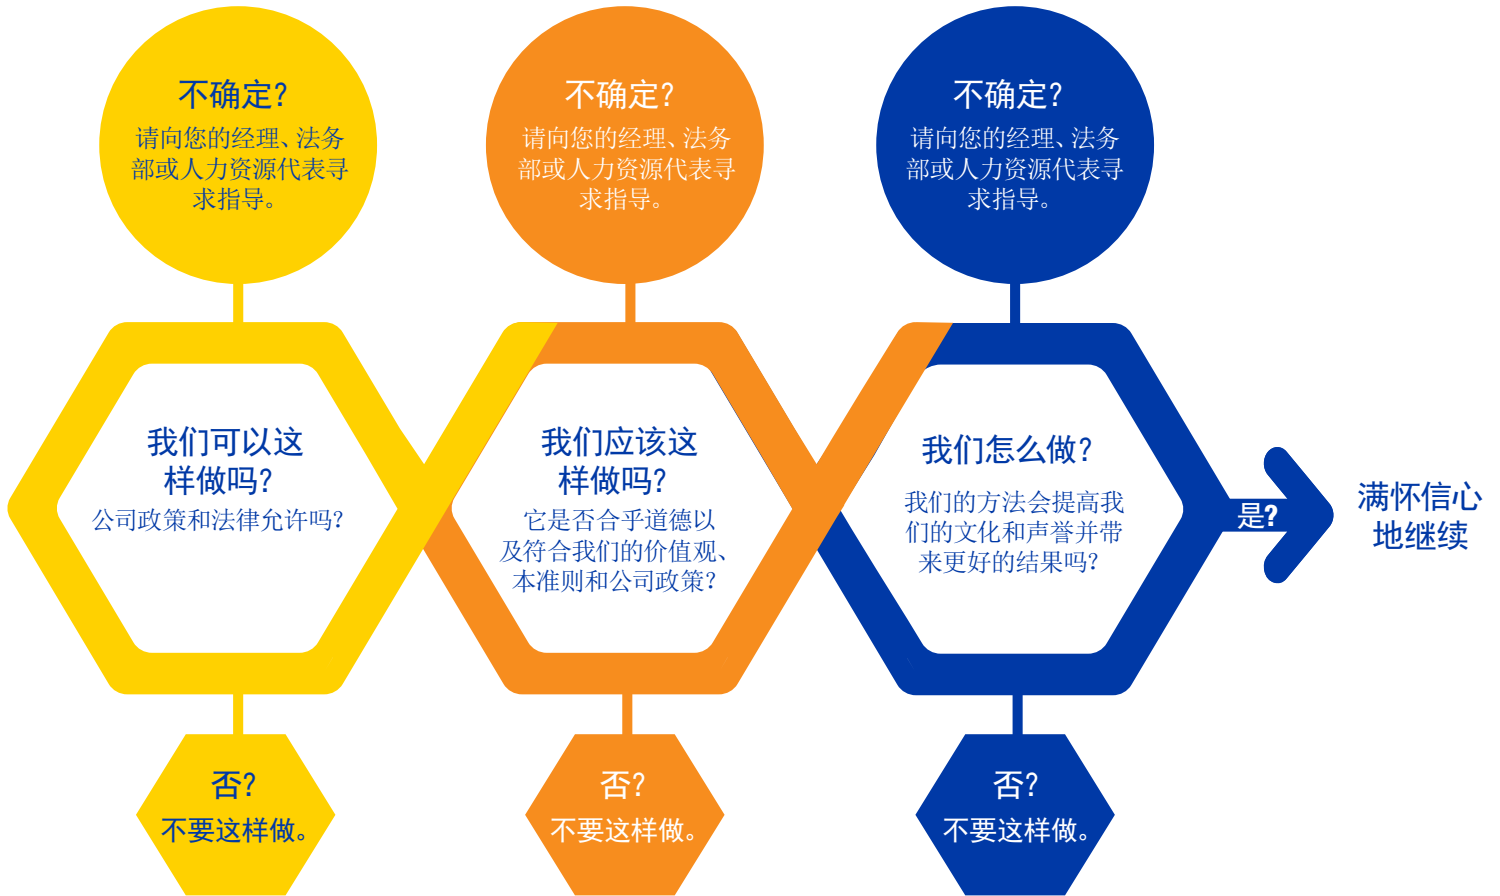 不确定?
请向您的经理、法务
部或人力资源代表寻
求指导。
不确定?
请向您的经理、法务
部或人力资源代表寻
求指导。
不确定?
请向您的经理、法务
部或人力资源代表寻
求指导。
我们可以这
样做吗?
公司政策和法律允许吗?
我们应该这
样做吗?
它是否合乎道德以
及符合我们的价值观、
本准则和公司政策?
我们怎么做?
我们的方法会提高我
们的文化和声誉并带
来更好的结果吗?
是?
满怀信心
地继续
否?
不要这样做。
否?
不要这样做。
否?
不要这样做。